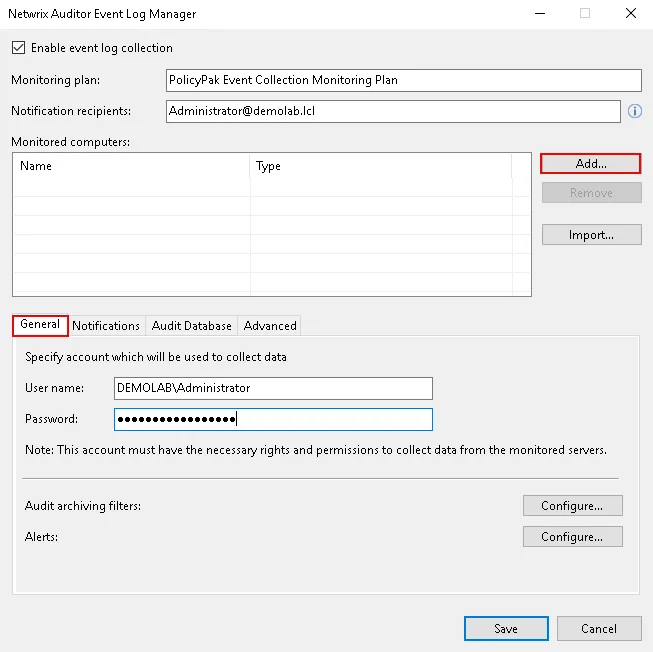 Netwrix Auditor Event Log Manager
Enable event log collection
Monitoring plan: PolicyPak Event Collection Monitoring Plan
Notification recipients: Administrator@demolab.lcl
Monitored computers:
Name Type
Add...
Remove
Import...
General Notifications Audit Database Advanced
Specify account which will be used to collect data
User name: DEMOLAB\Administrator
Password: ●●●●●●●●●●●●●●●●●
Note: This account must have the necessary rights and permissions to collect data from the monitored servers.
Audit archiving filters: Configure...
Alerts: Configure...
Save Cancel